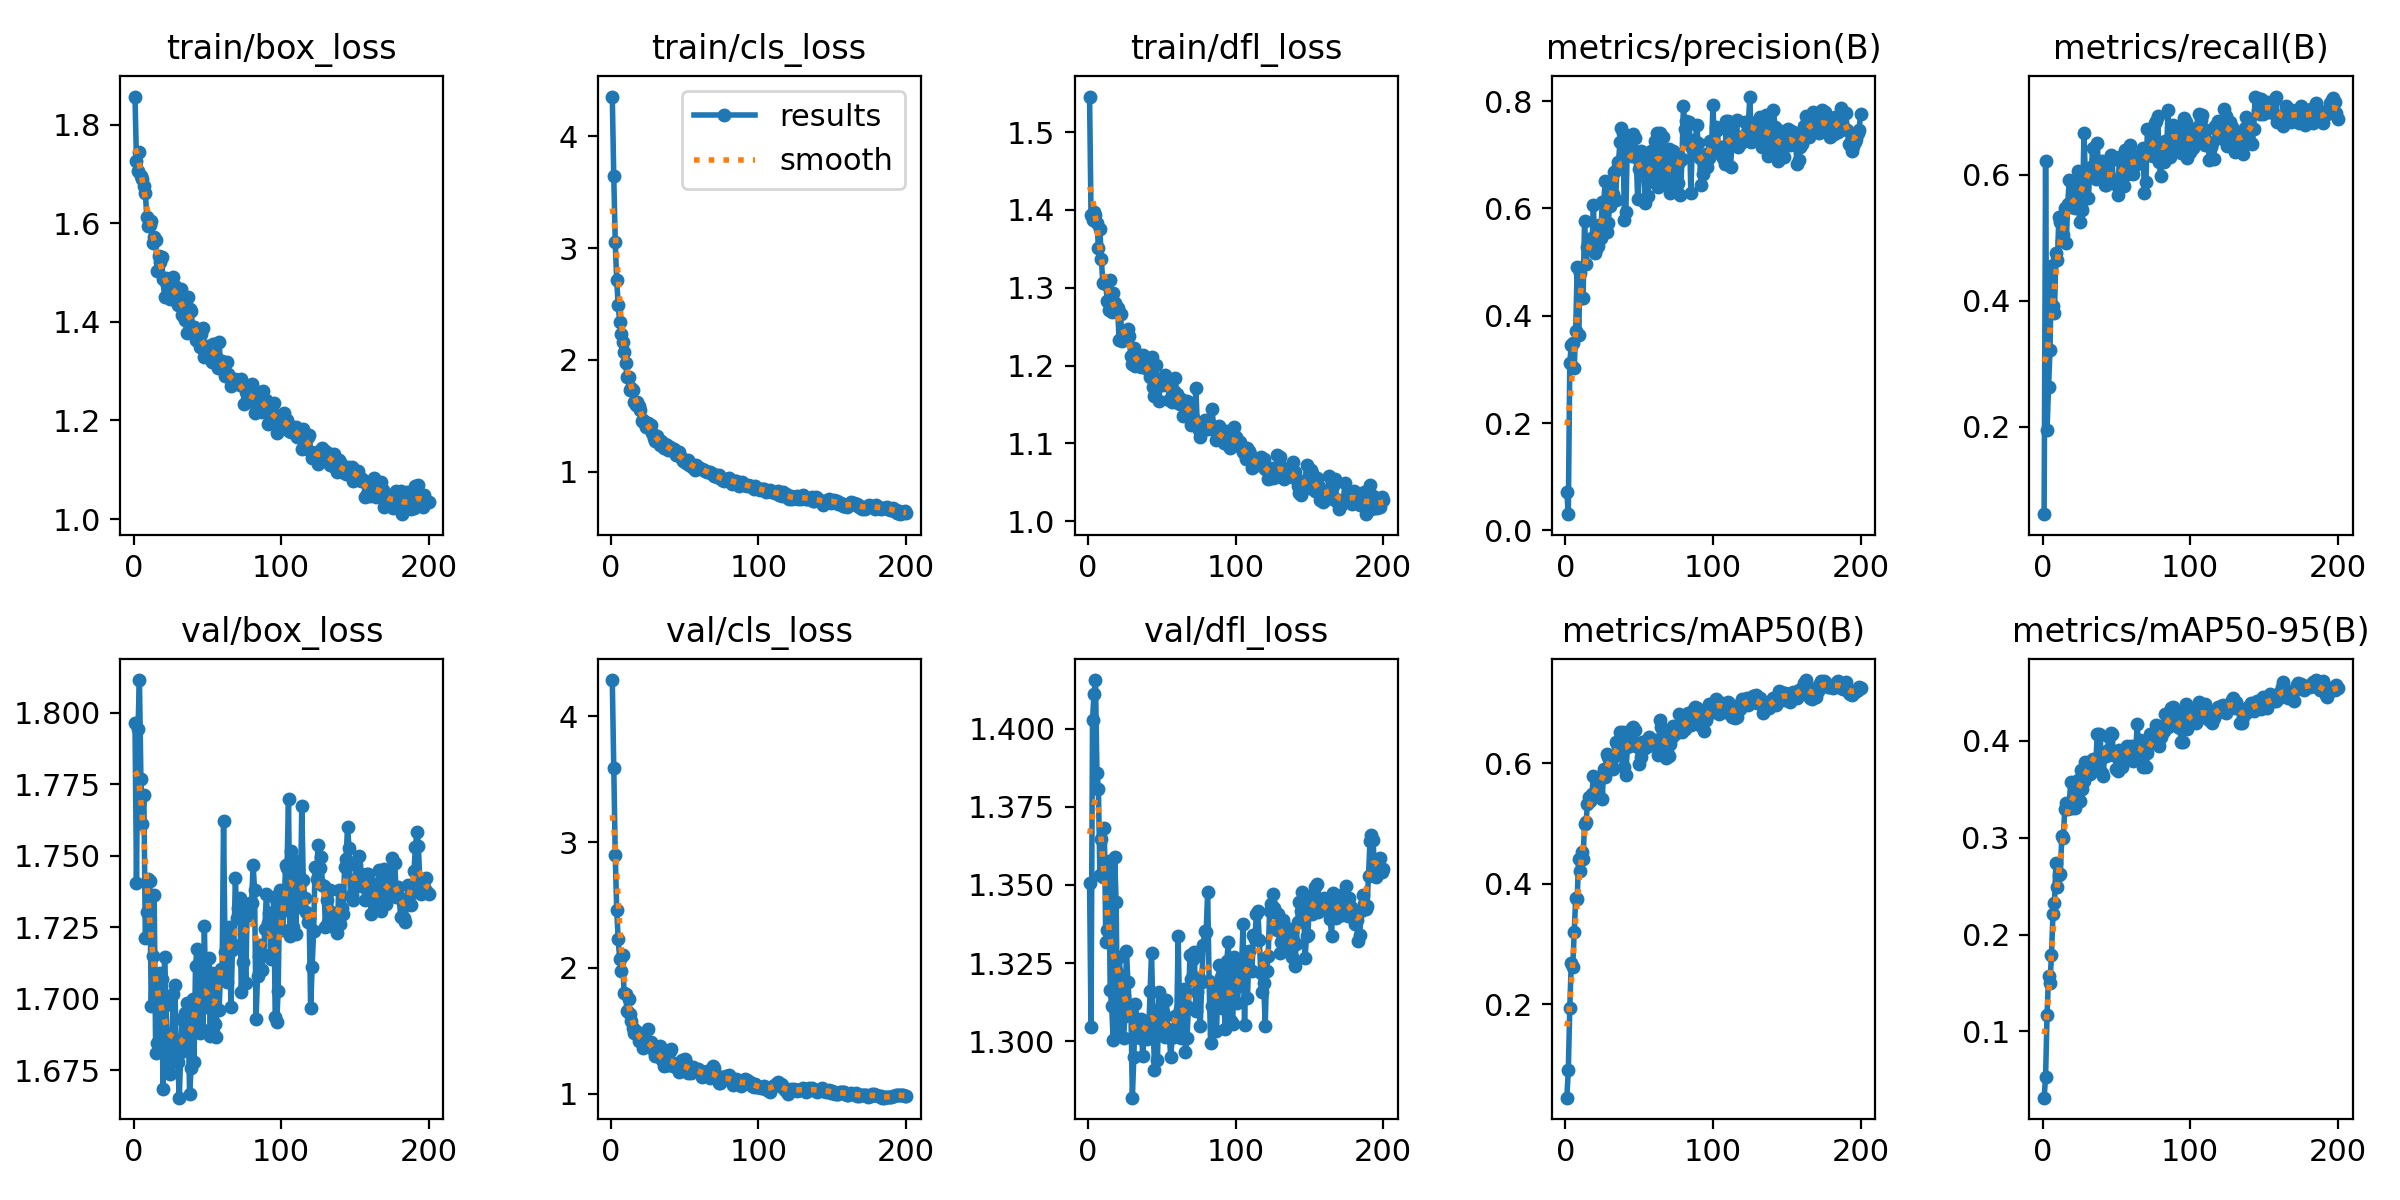 train/box_loss
1.8
1.6
1.4
1.2
1.0
0 100 200
train/cls_loss
results
smooth
4
3
2
1
0 100 200
train/dfl_loss
1.5
1.4
1.3
1.2
1.1
1.0
0 100 200
metrics/precision(B)
0.8
0.6
0.4
0.2
0.0
0 100 200
metrics/recall(B)
0.6
0.4
0.2
0 100 200
val/box_loss
1.800
1.775
1.750
1.725
1.700
1.675
0 100 200
val/cls_loss
4
3
2
1
0 100 200
val/dfl_loss
1.400
1.375
1.350
1.325
1.300
0 100 200
metrics/mAP50(B)
0.6
0.4
0.2
0 100 200
metrics/mAP50-95(B)
0.4
0.3
0.2
0.1
0 100 200